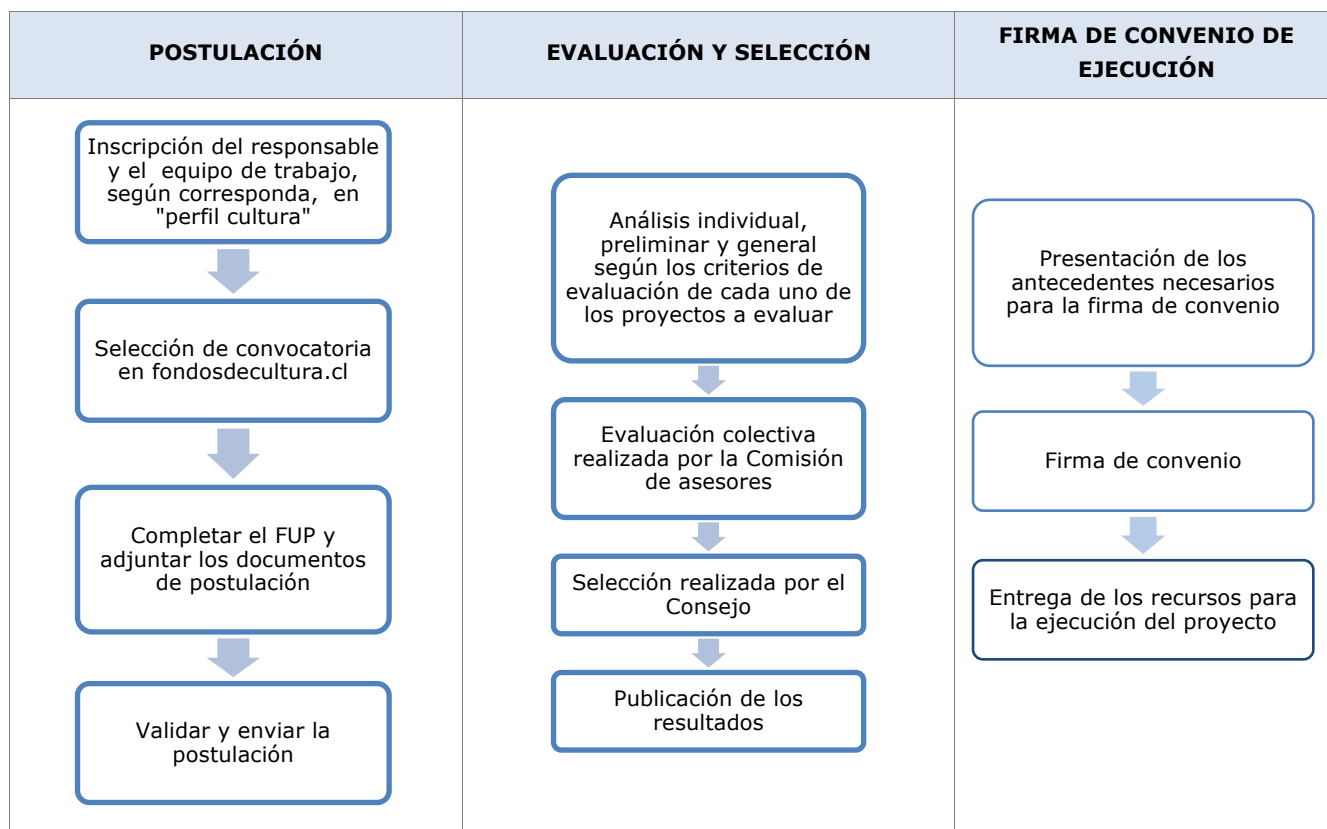 POSTULACIÓN
Inscripción del responsable
y el equipo de trabajo,
según corresponda, en
"perfil cultura"
Selección de convocatoria
en fondosdecultura.cl
Completar el FUP y
adjuntar los documentos
de postulación
Validar y enviar la
postulación
EVALUACIÓN Y SELECCIÓN
Análisis individual,
preliminar y general
según los criterios de
evaluación de cada uno de
los proyectos a evaluar
Evaluación colectiva
realizada por la Comisión
de asesores
Selección realizada por el
Consejo
Publicación de los
resultados
FIRMA DE CONVENIO DE
EJECUCIÓN
Presentación de los
antecedentes necesarios
para la firma de convenio
Firma de convenio
Entrega de los recursos para
la ejecución del proyecto